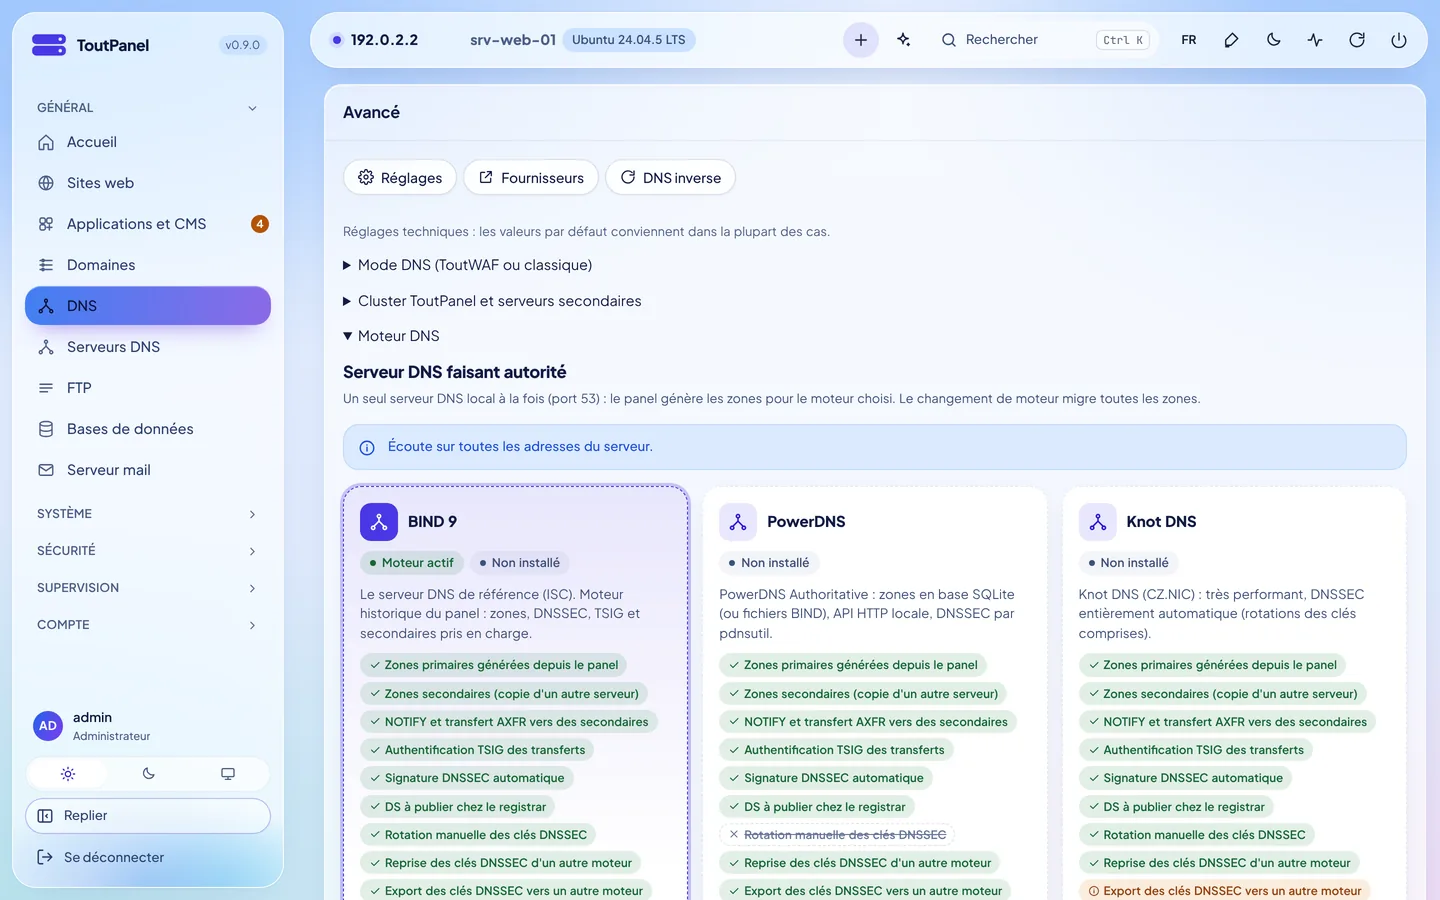 ToutPanel
v0.9.0
GÉNÉRAL
Accueil
Sites web
Applications et CMS
4
Domaines
DNS
Serveurs DNS
FTP
Bases de données
Serveur mail
SYSTÈME
SÉCURITÉ
SUPERVISION
COMPTE
AD
admin
Administrateur
Replier
Se déconnecter
192.0.2.2
srv-web-01
Ubuntu 24.04.5 LTS
Rechercher
Ctrl K
FR
Avancé
Réglages
Fournisseurs
DNS inverse
Réglages techniques : les valeurs par défaut conviennent dans la plupart des cas.
Mode DNS (ToutWAF ou classique)
Cluster ToutPanel et serveurs secondaires
Moteur DNS
Serveur DNS faisant autorité
Un seul serveur DNS local à la fois (port 53) : le panel génère les zones pour le moteur choisi. Le changement de moteur migre toutes les zones.
Écoute sur toutes les adresses du serveur.
BIND 9
Moteur actif
Non installé
Le serveur DNS de référence (ISC). Moteur
historique du panel : zones, DNSSEC, TSIG et
secondaires pris en charge.
Zones primaires générées depuis le panel
Zones secondaires (copie d'un autre serveur)
NOTIFY et transfert AXFR vers des secondaires
Authentification TSIG des transferts
Signature DNSSEC automatique
DS à publier chez le registrar
Rotation manuelle des clés DNSSEC
Reprise des clés DNSSEC d'un autre moteur
Export des clés DNSSEC vers un autre moteur
PowerDNS
Non installé
PowerDNS Authoritative : zones en base SQLite
(ou fichiers BIND), API HTTP locale, DNSSEC par
pdnsutil.
Zones primaires générées depuis le panel
Zones secondaires (copie d'un autre serveur)
NOTIFY et transfert AXFR vers des secondaires
Authentification TSIG des transferts
Signature DNSSEC automatique
DS à publier chez le registrar
Rotation manuelle des clés DNSSEC
Reprise des clés DNSSEC d'un autre moteur
Export des clés DNSSEC vers un autre moteur
Knot DNS
Non installé
Knot DNS (CZ.NIC) : très performant, DNSSEC
entièrement automatique (rotations des clés
comprises).
Zones primaires générées depuis le panel
Zones secondaires (copie d'un autre serveur)
NOTIFY et transfert AXFR vers des secondaires
Authentification TSIG des transferts
Signature DNSSEC automatique
DS à publier chez le registrar
Rotation manuelle des clés DNSSEC
Reprise des clés DNSSEC d'un autre moteur
Export des clés DNSSEC vers un autre moteur